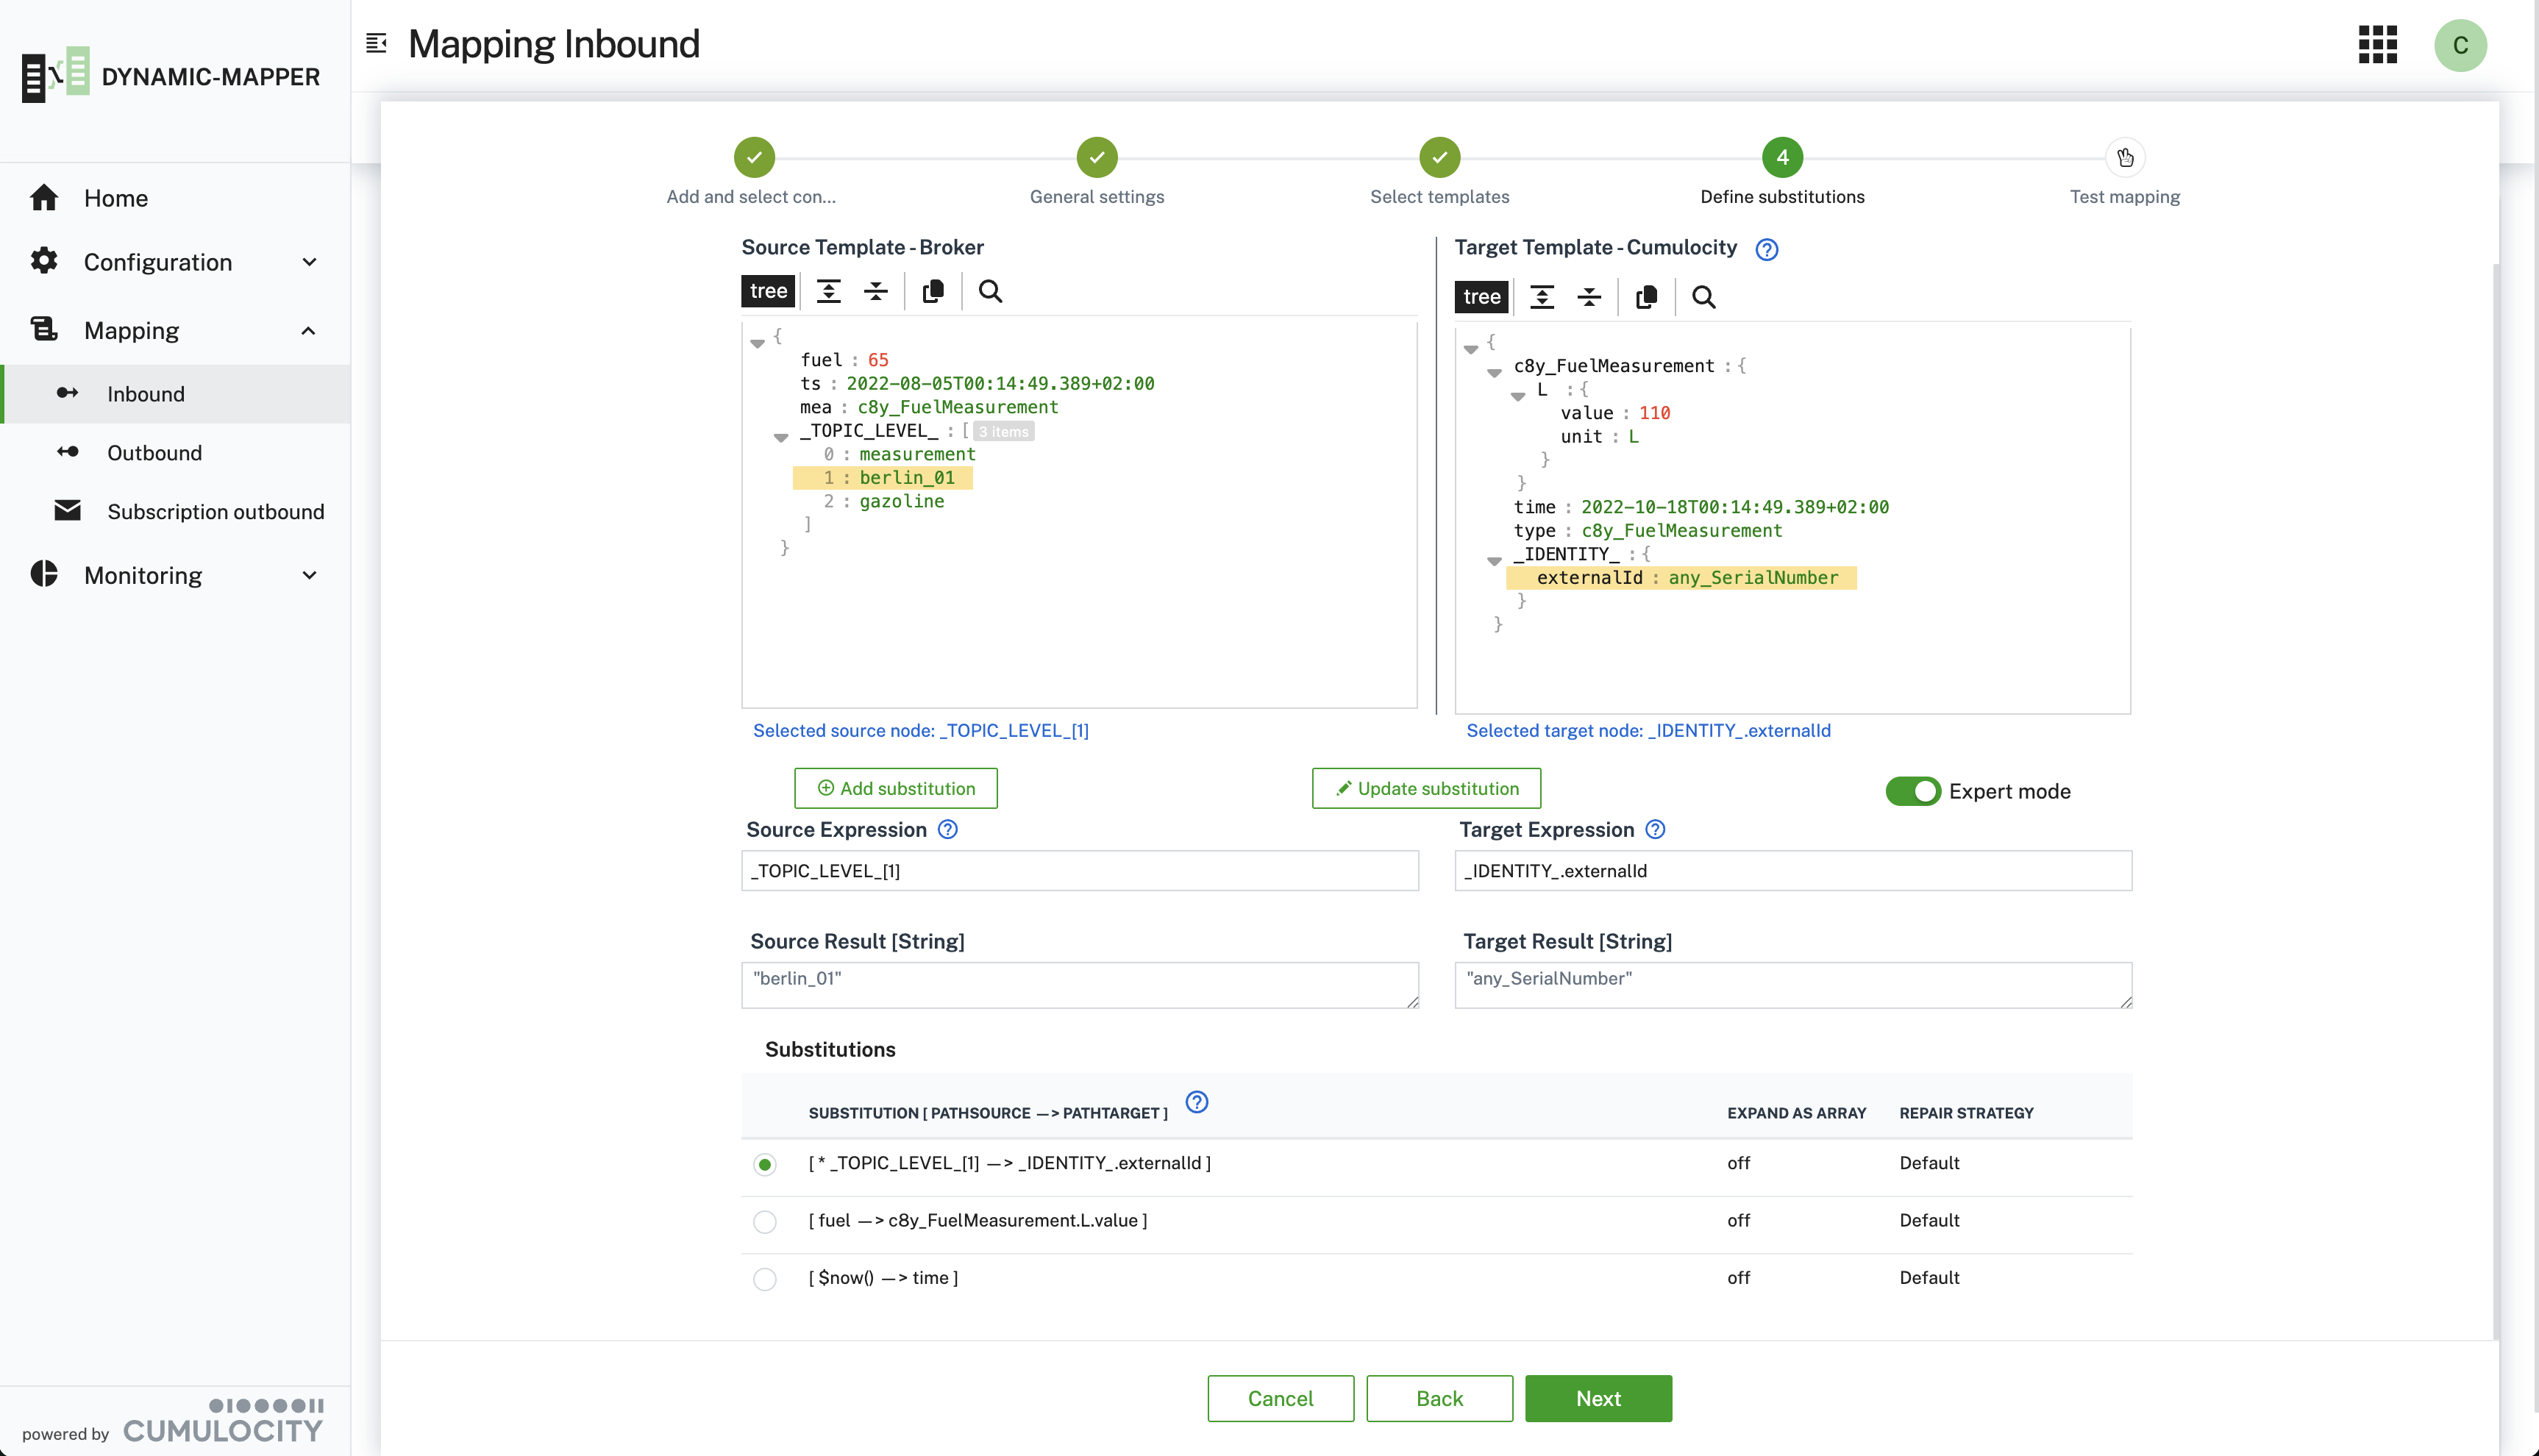 DYNAMIC-MAPPER
Mapping Inbound
C
Home
Configuration
Mapping
Inbound
Outbound
Subscription outbound
Monitoring
powered by CUMULOCITY
4
Add and select con...
General settings
Select templates
Define substitutions
Test mapping
Source Template - Broker
tree
{
fuel : 65
ts : 2022-08-05T00:14:49.389+02:00
mea : c8y_FuelMeasurement
_TOPIC_LEVEL_ : [ 3 items
0 : measurement
1 : berlin_01
2 : gazoline
]
}
Selected source node: _TOPIC_LEVEL_[1]
Target Template - Cumulocity ?
tree
{
c8y_FuelMeasurement : {
L : {
value : 110
unit : L
}
}
time : 2022-10-18T00:14:49.389+02:00
type : c8y_FuelMeasurement
_IDENTITY_ : {
externalId : any_SerialNumber
}
}
Selected target node: _IDENTITY_.externalId
Add substitution
Update substitution
Expert mode
Source Expression ?
_TOPIC_LEVEL_[1]
Target Expression ?
_IDENTITY_.externalId
Source Result [String]
"berlin_01"
Target Result [String]
"any_SerialNumber"
Substitutions
SUBSTITUTION [ PATHSOURCE —> PATHTARGET ] ? EXPAND AS ARRAY REPAIR STRATEGY
[ * _TOPIC_LEVEL_[1] —> _IDENTITY_.externalId ] off Default
[ fuel —> c8y_FuelMeasurement.L.value ] off Default
[ $now() —> time ] off Default
Cancel
Back
Next